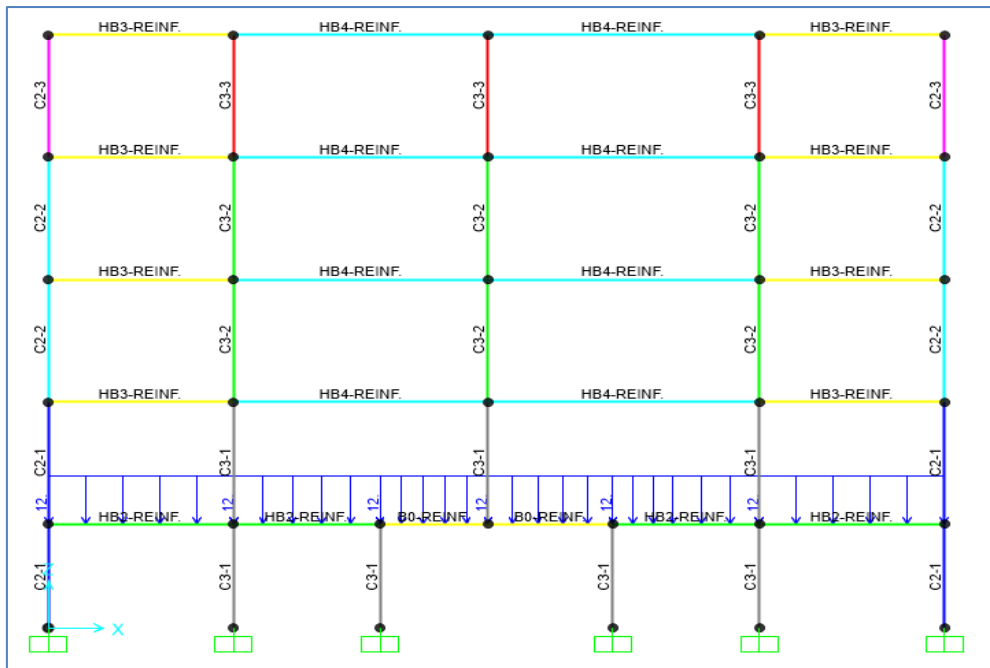 HB3-REINF. HB4-REINF. HB4-REINF. HB3-REINF.
C2-3 C3-3 C3-3 C3-3 C2-3
HB3-REINF. HB4-REINF. HB4-REINF. HB3-REINF.
C2-2 C3-2 C3-2 C3-2 C2-2
HB3-REINF. HB4-REINF. HB4-REINF. HB3-REINF.
C2-2 C3-2 C3-2 C3-2 C2-2
HB3-REINF. HB4-REINF. HB4-REINF. HB3-REINF.
C2-1 C3-1 C3-1 C3-1 C2-1
12. 12. 12. 12. 12. 12. 12.
HB2-REINF. HB2-REINF. B0-REINF. B0-REINF. HB2-REINF. HB2-REINF.
C2-1 C3-1 C3-1 C3-1 C3-1 C2-1
X